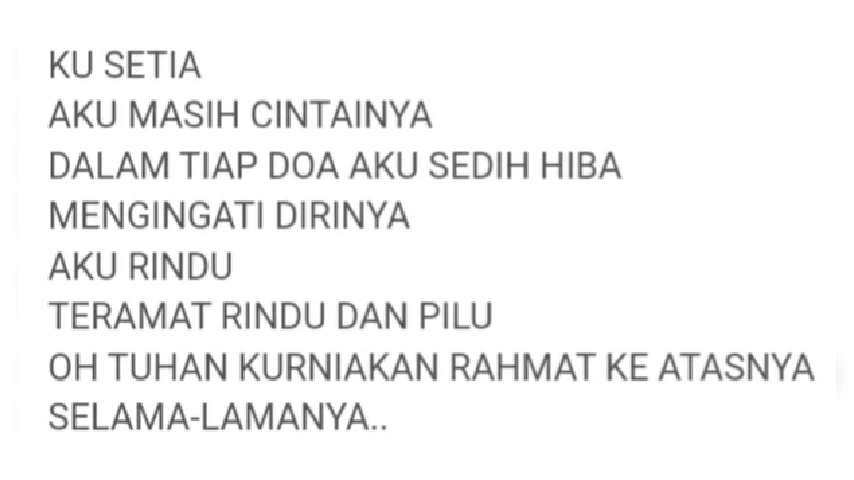 KU SETIA
AKU MASIH CINTAINYA
DALAM TIAP DOA AKU SEDIH HIBA
MENGINGATI DIRINYA
AKU RINDU
TERAMAT RINDU DAN PILU
OH TUHAN KURNIAKAN RAHMAT KE ATASNYA
SELAMA-LAMANYA..